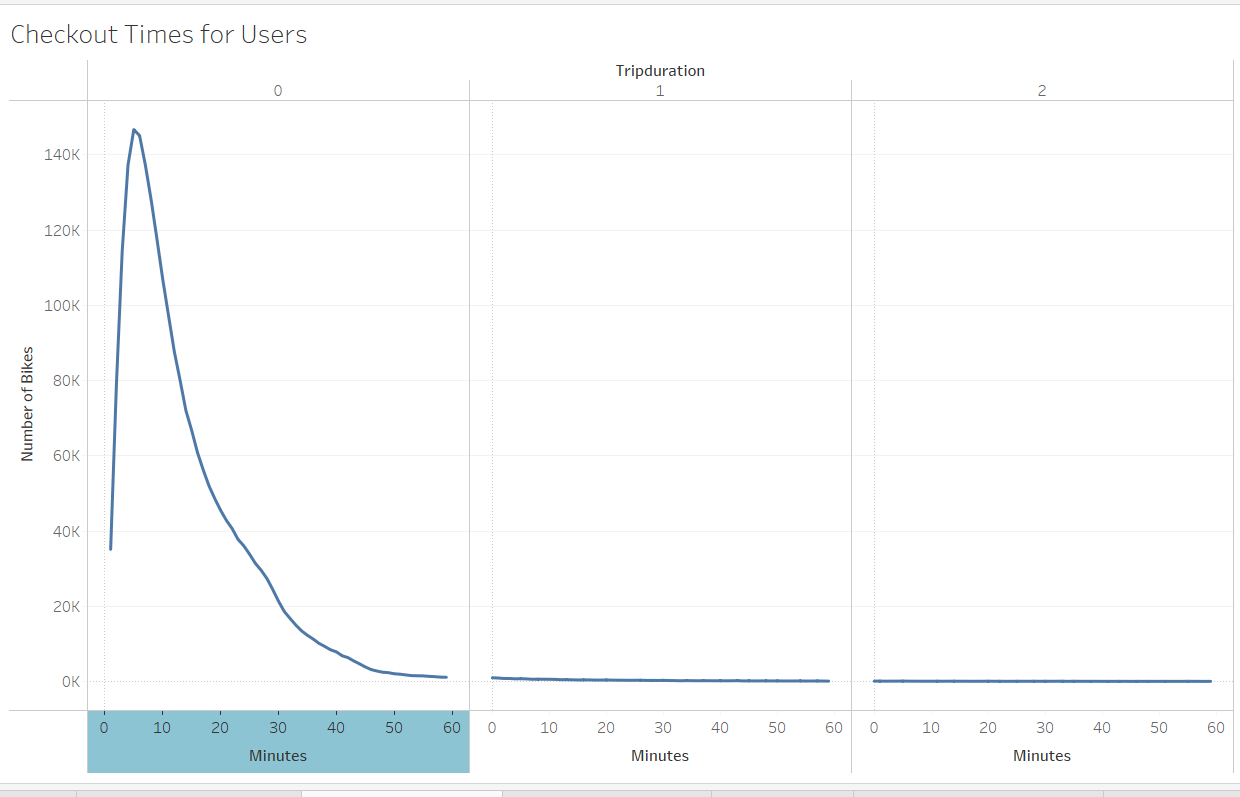 Checkout Times for Users
Tripduration
0 1 2
140K
120K
100K
80K
60K
40K
20K
0K
Number of Bikes
0 10 20 30 40 50 60 0 10 20 30 40 50 60 0 10 20 30 40 50 60
Minutes Minutes Minutes